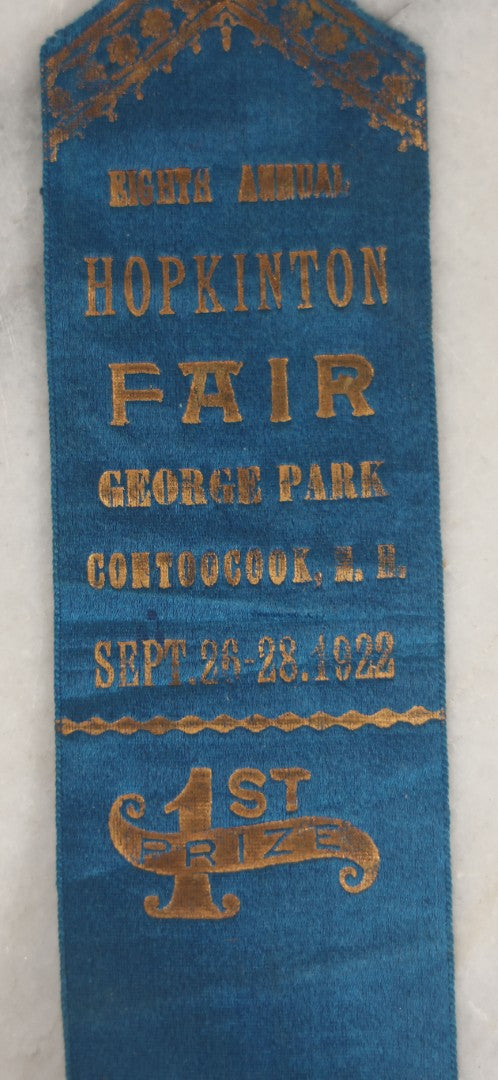 EIGHTH ANNUAL
HOPKINTON
FAIR
GEORGE PARK
CONTOOCOOK, N. H.
SEPT. 26-28. 1922
1ST
PRIZE